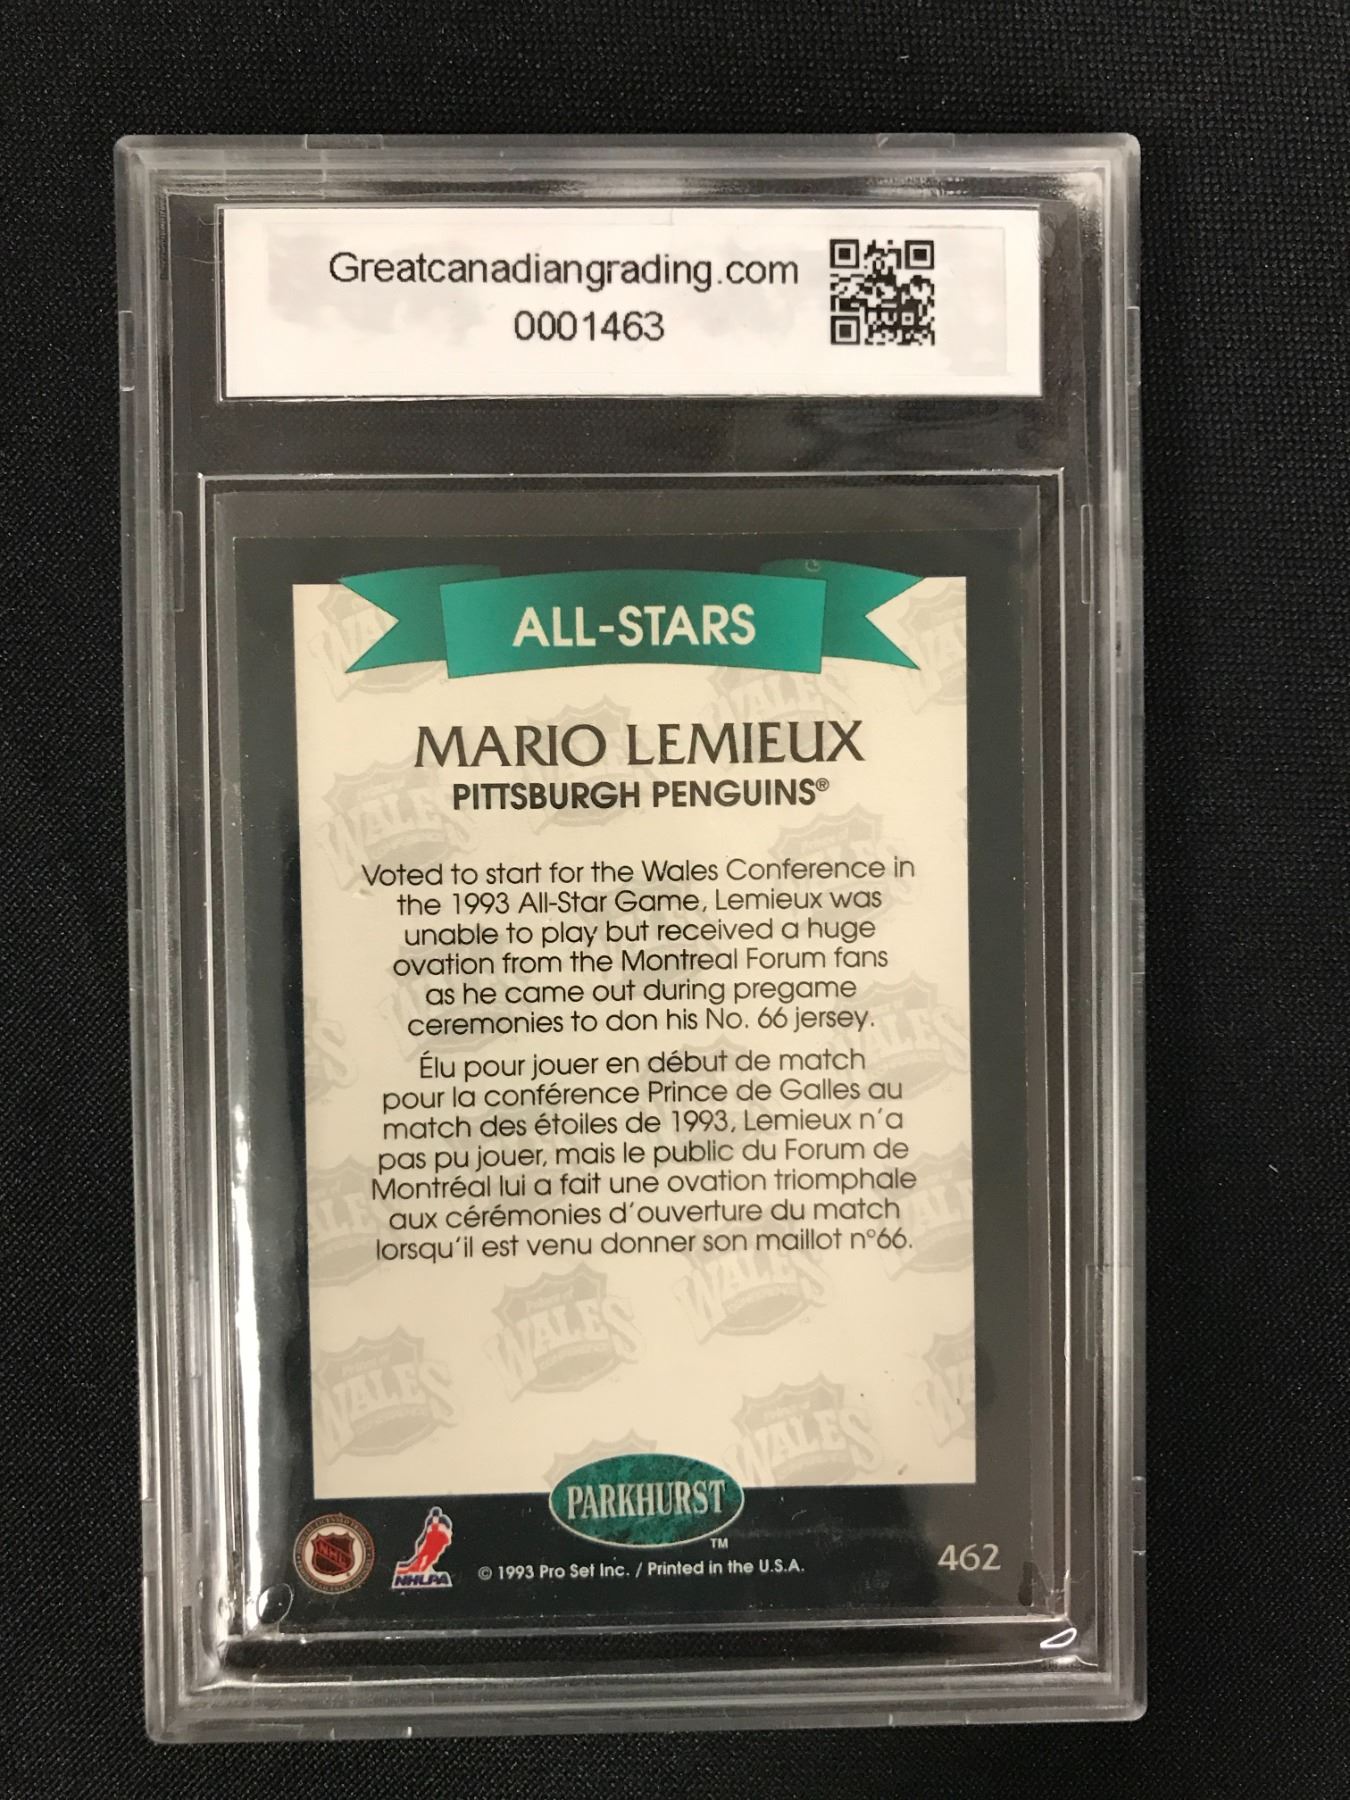 Greatcanadiangrading.com
0001463
ALL-STARS
MARIO LEMIEUX
PITTSBURGH PENGUINS®
Voted to start for the Wales Conference in
the 1993 All-Star Game, Lemieux was
unable to play but received a huge
ovation from the Montreal Forum fans
as he came out during pregame
ceremonies to don his No. 66 jersey.
Élu pour jouer en début de match
pour la conférence Prince de Galles au
match des étoiles de 1993, Lemieux n'a
pas pu jouer, mais le public du Forum de
Montréal lui a fait une ovation triomphale
aux cérémonies d'ouverture du match
lorsqu'il est venu donner son maillot n°66.
PARKHURST™
NHL
NHLPA
© 1993 Pro Set Inc. / Printed in the U.S.A.
462